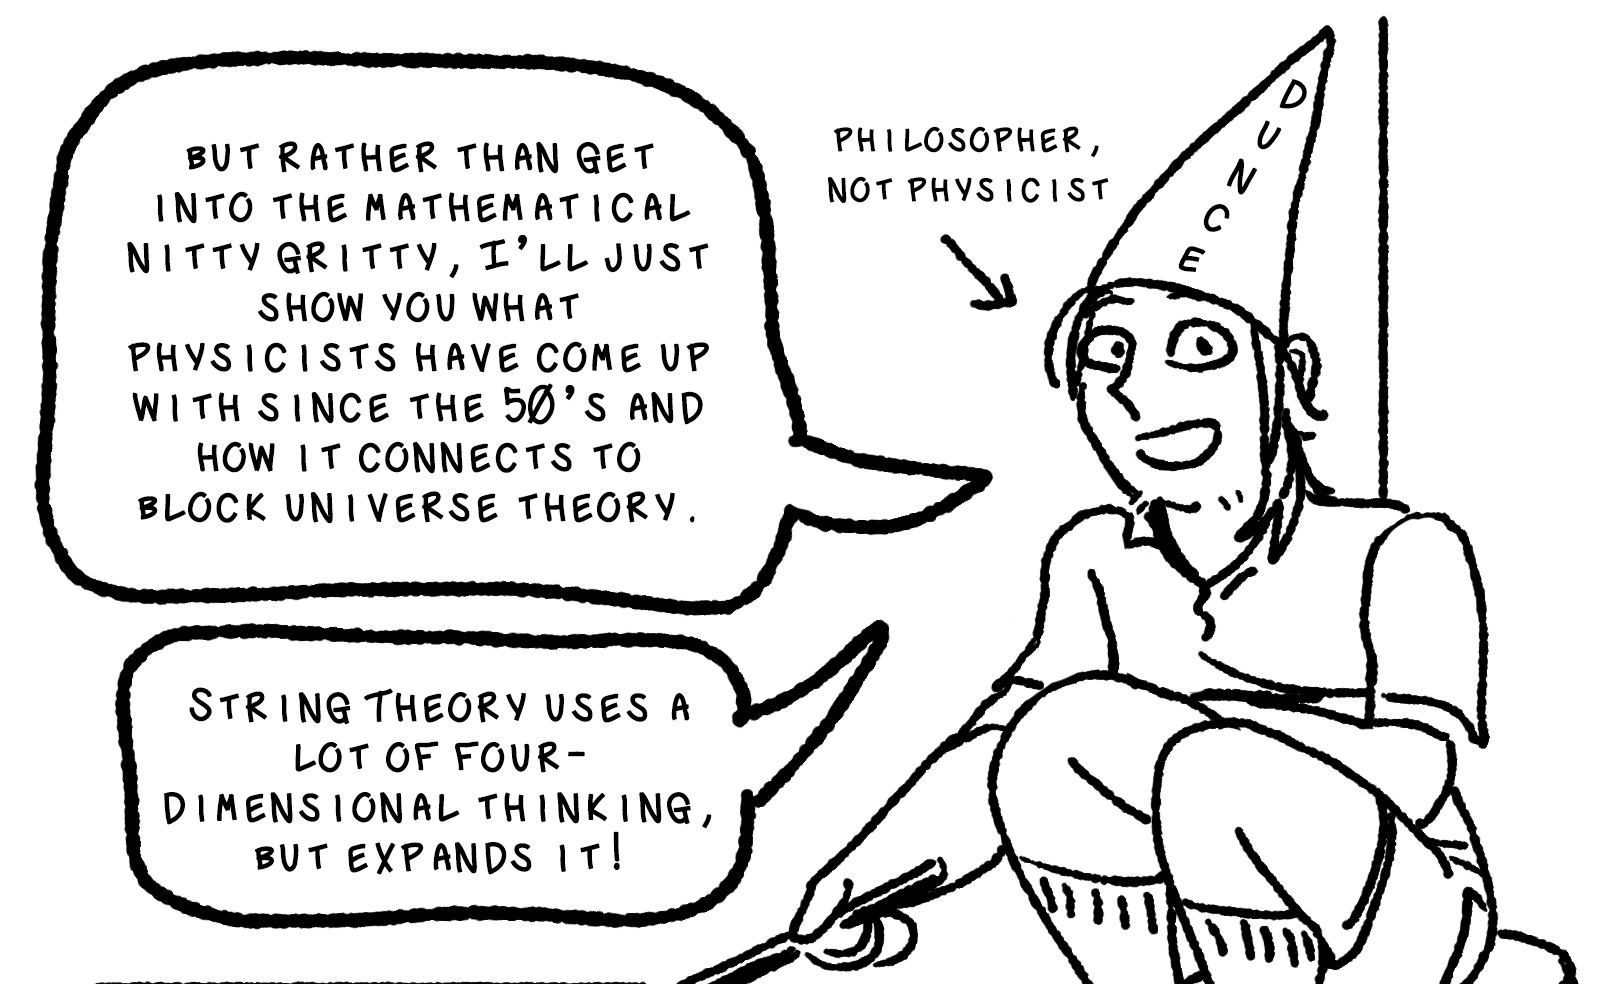 BUT RATHER THAN GET
INTO THE MATHEMATICAL
NITTY GRITTY, I'LL JUST
SHOW YOU WHAT
PHYSICISTS HAVE COME UP
WITH SINCE THE 50'S AND
HOW IT CONNECTS TO
BLOCK UNIVERSE THEORY.
PHILOSOPHER,
NOT PHYSICIST
DUNCE
STRING THEORY USES A
LOT OF FOUR-
DIMENSIONAL THINKING,
BUT EXPANDS IT!